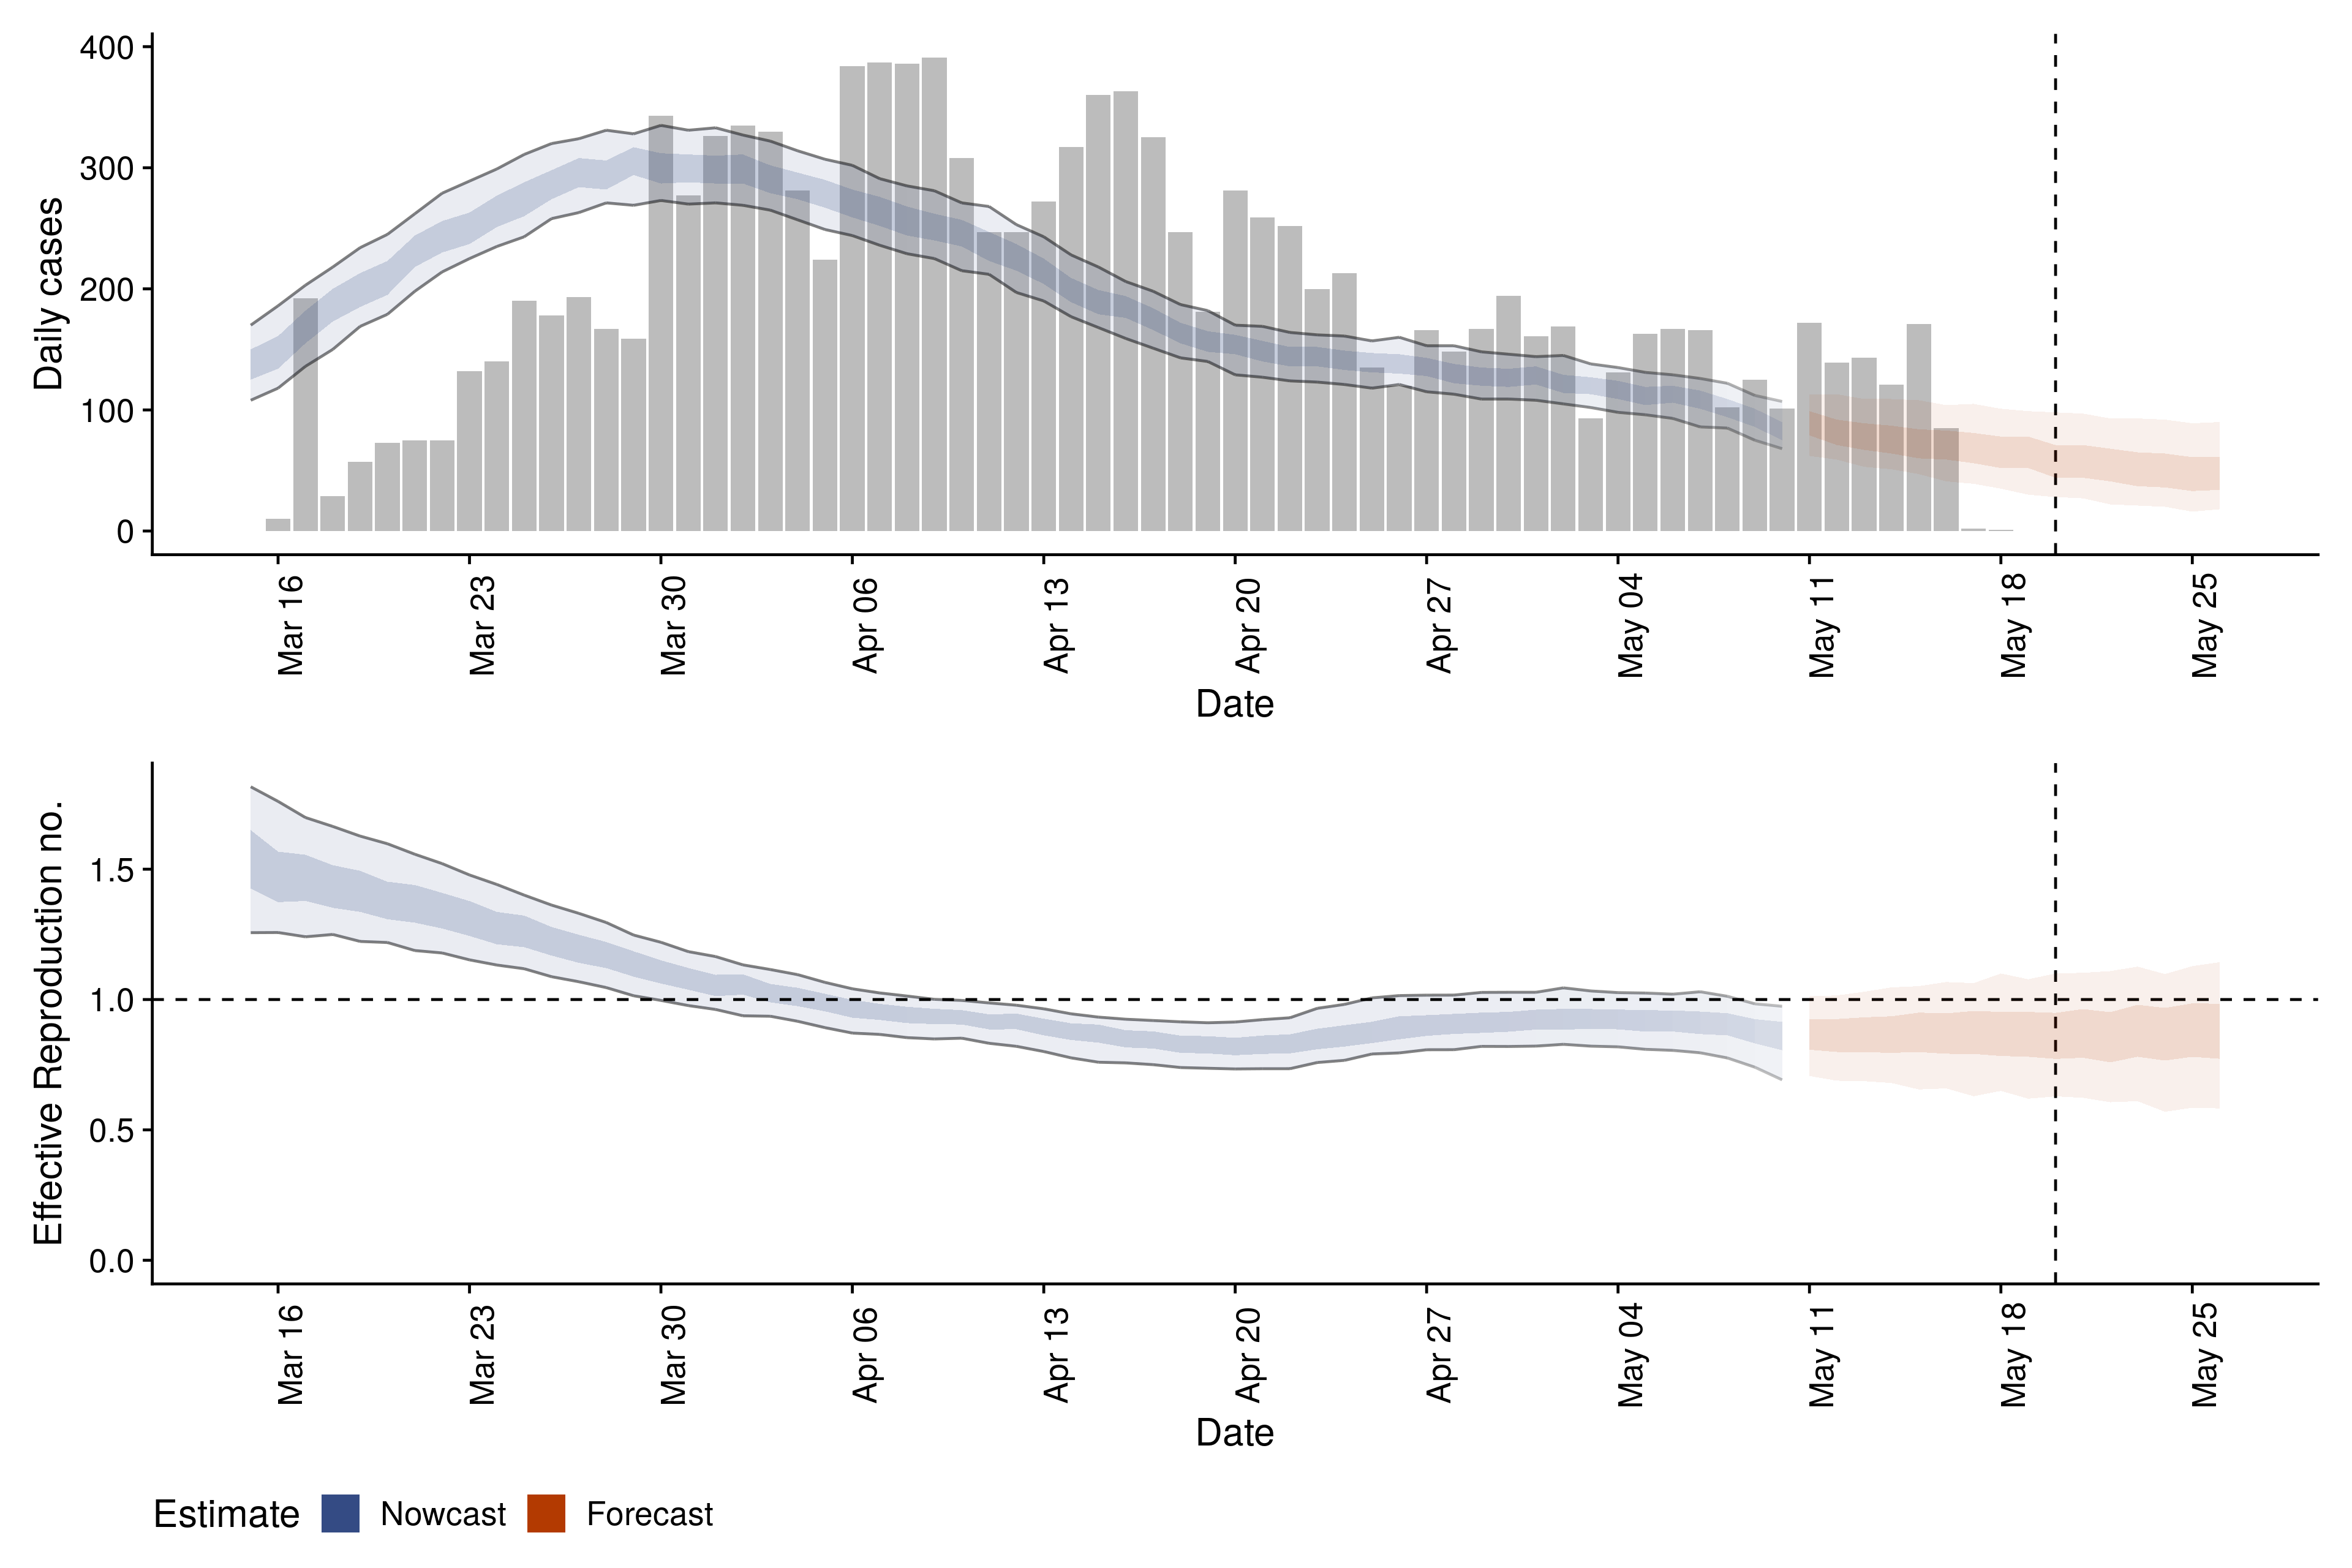 400
300
200
100
0
Daily cases
Mar 16 Mar 23 Mar 30 Apr 06 Apr 13 Apr 20 Apr 27 May 04 May 11 May 18 May 25
Date
1.5
1.0
0.5
0.0
Effective Reproduction no.
Mar 16 Mar 23 Mar 30 Apr 06 Apr 13 Apr 20 Apr 27 May 04 May 11 May 18 May 25
Date
Estimate Nowcast Forecast